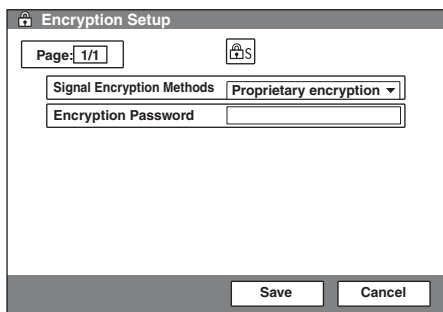 Encryption Setup
Page: 1/1
S
Signal Encryption Methods Proprietary encryption
Encryption Password
Save Cancel